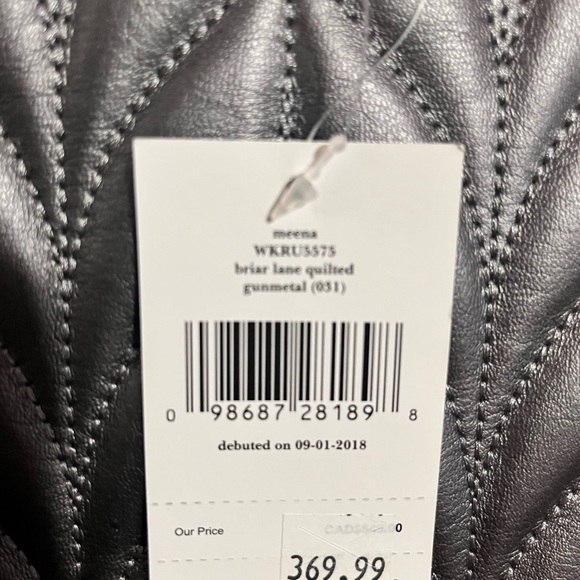 meena
WKRU5575
briar lane quilted
gunmetal (051)
0 98687 28189 8
debuted on 09-01-2018
Our Price
369.99